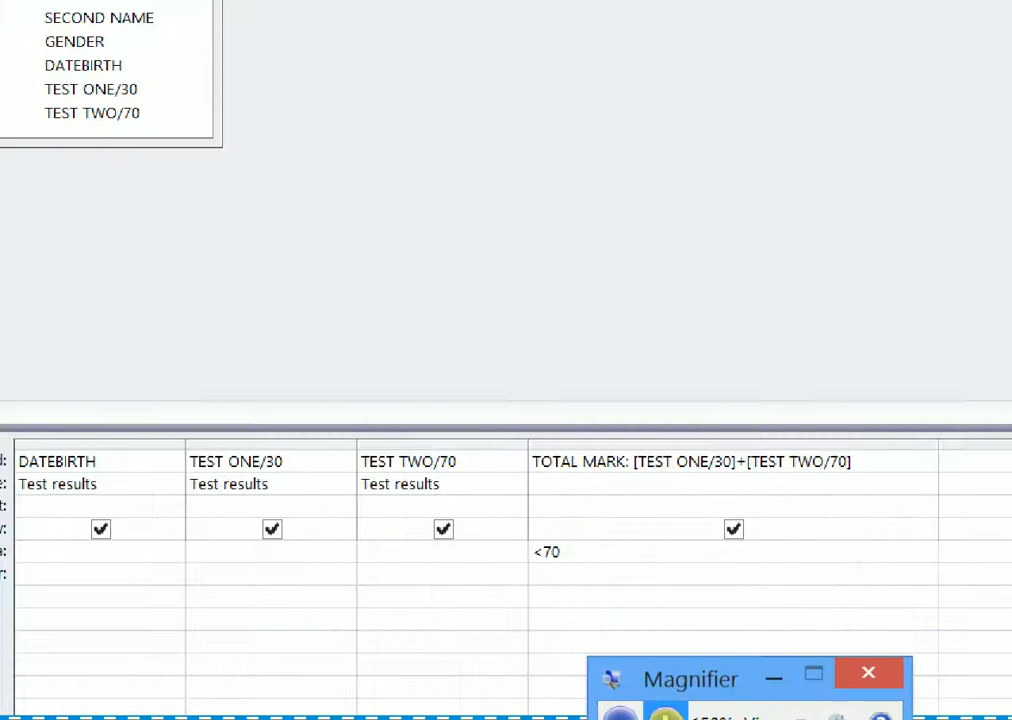 SECOND NAME
GENDER
DATEBIRTH
TEST ONE/30
TEST TWO/70
DATEBIRTH TEST ONE/30 TEST TWO/70 TOTAL MARK: [TEST ONE/30]+[TEST TWO/70]
Test results Test results Test results
<70
Magnifier